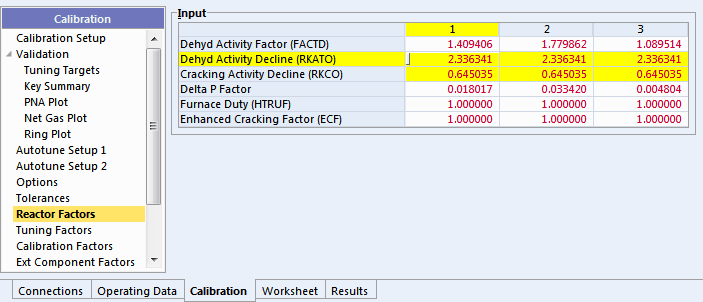 Calibration
Calibration Setup
Validation
Tuning Targets
Key Summary
PNA Plot
Net Gas Plot
Ring Plot
Autotune Setup 1
Autotune Setup 2
Options
Tolerances
Reactor Factors
Tuning Factors
Calibration Factors
Ext Component Factors
Input
1 2 3
Dehyd Activity Factor (FACTD) 1.409406 1.779862 1.089514
Dehyd Activity Decline (RKATO) 2.336341 2.336341 2.336341
Cracking Activity Decline (RKCO) 0.645035 0.645035 0.645035
Delta P Factor 0.018017 0.033420 0.004804
Furnace Duty (HTRUF) 1.000000 1.000000 1.000000
Enhanced Cracking Factor (ECF) 1.000000 1.000000 1.000000
Connections Operating Data Calibration Worksheet Results